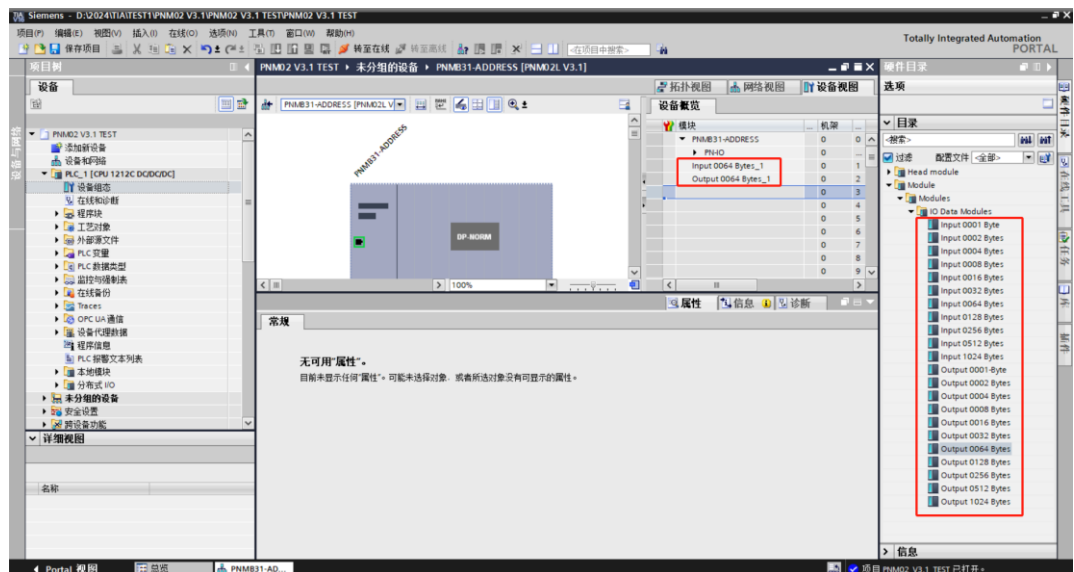 Siemens - D:\2024\TIA\TEST1\PNM02 V3.1\PNM02 V3.1 TEST\PNM02 V3.1 TEST
项目(P) 编辑(E) 视图(V) 插入(I) 在线(O) 选项(N) 工具(T) 窗口(W) 帮助(H)
Totally Integrated Automation
PORTAL
保存项目 转至在线 转至离线 <在项目中搜索>
项目树
PNM02 V3.1 TEST ▸ 未分组的设备 ▸ PNMB31-ADDRESS [PNM02L V3.1]
硬件目录
设备
拓扑视图 网络视图 设备视图
选项
PNMB31-ADDRESS [PNM02L V
设备概览
模块 ... 机架 ...
PNMB31-ADDRESS 0 0
PN-IO 0 ...
Input 0064 Bytes_1 0 1
Output 0064 Bytes_1 0 2
0 3
0 4
0 5
0 6
0 7
0 8
0 9
PNMB31-ADDRESS
DP-NORM
100%
PNM02 V3.1 TEST
添加新设备
设备和网络
PLC_1 [CPU 1212C DC/DC/DC]
设备组态
在线和诊断
程序块
工艺对象
外部源文件
PLC 变量
PLC 数据类型
监控与强制表
在线备份
Traces
OPC UA 通信
设备代理数据
程序信息
PLC 报警文本列表
本地模块
分布式 I/O
未分组的设备
安全设置
跨设备功能
详细视图
名称
设备与网络
属性 信息 诊断
常规
无可用“属性”。
目前未显示任何“属性”。可能未选择对象，或者所选对象没有可显示的属性。
目录
<搜索>
过滤 配置文件 <全部>
Head module
Module
Modules
IO Data Modules
Input 0001 Byte
Input 0002 Bytes
Input 0004 Bytes
Input 0008 Bytes
Input 0016 Bytes
Input 0032 Bytes
Input 0064 Bytes
Input 0128 Bytes
Input 0256 Bytes
Input 0512 Bytes
Input 1024 Bytes
Output 0001-Byte
Output 0002 Bytes
Output 0004 Bytes
Output 0008 Bytes
Output 0016 Bytes
Output 0032 Bytes
Output 0064 Bytes
Output 0128 Bytes
Output 0256 Bytes
Output 0512 Bytes
Output 1024 Bytes
信息
Portal 视图 总览 PNMB31-AD...
项目 PNM02 V3.1 TEST 已打开。